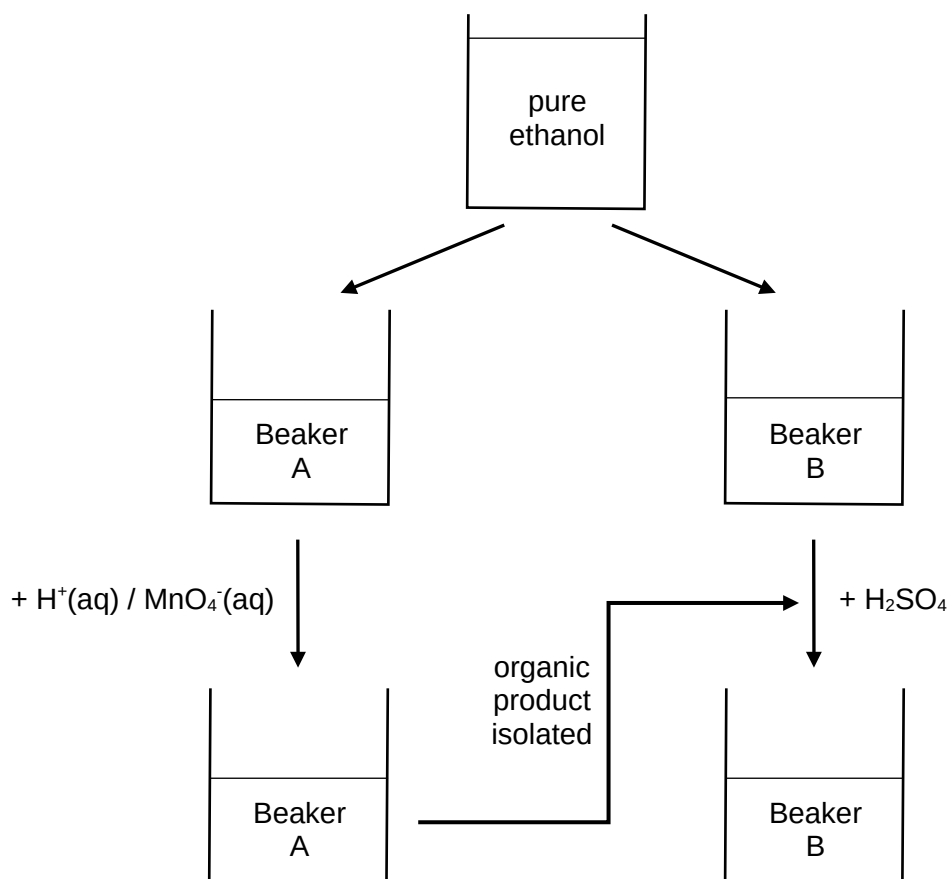 pure
ethanol
Beaker
A
Beaker
B
+ H⁺(aq) / MnO₄⁻(aq)
+ H₂SO₄
organic
product
isolated
Beaker
A
Beaker
B